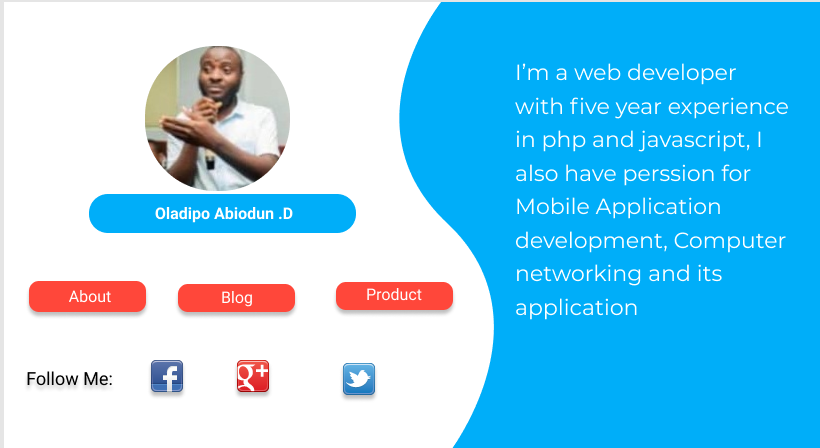 Oladipo Abiodun .D
About
Blog
Product
Follow Me:
f
g+
I'm a web developer
with five year experience
in php and javascript, I
also have perssion for
Mobile Application
development, Computer
networking and its
application